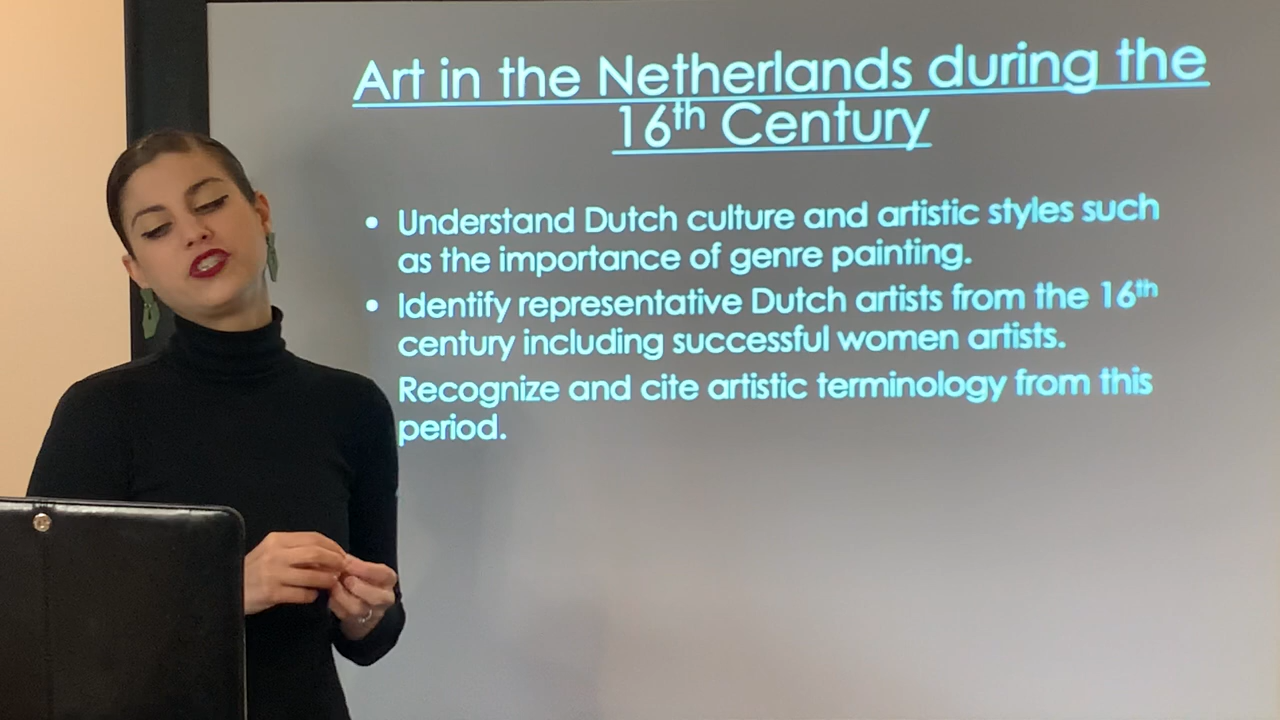 Art in the Netherlands during the
16th Century
• Understand Dutch culture and artistic styles such
as the importance of genre painting.
• Identify representative Dutch artists from the 16th
century including successful women artists.
Recognize and cite artistic terminology from this
period.